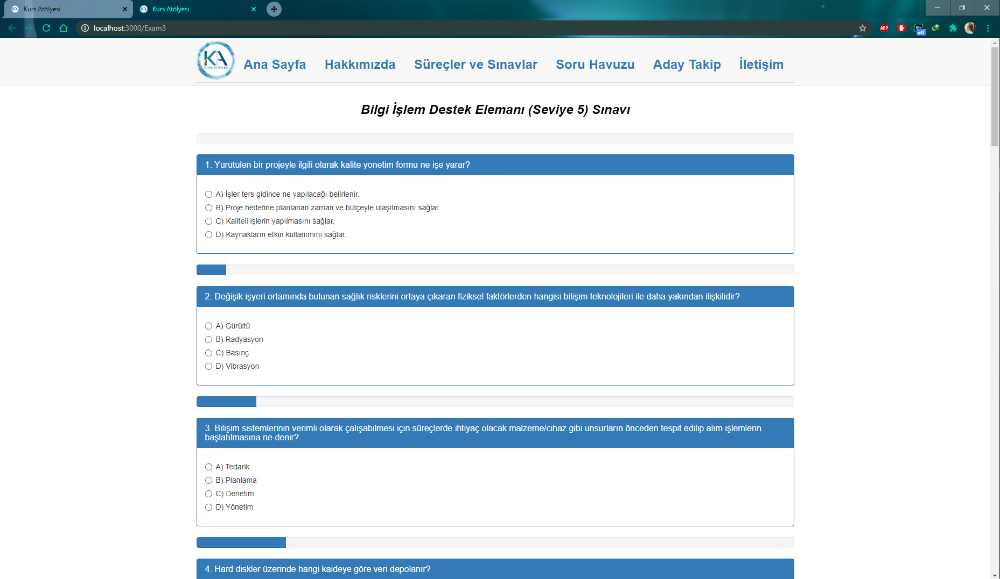 Kurs Atölyesi
Kurs Atölyesi
localhost:3000/Exam3
ABP
off
KA
KURS ATÖLYESİ
Ana Sayfa
Hakkımızda
Süreçler ve Sınavlar
Soru Havuzu
Aday Takip
İletişim
Bilgi İşlem Destek Elemanı (Seviye 5) Sınavı
1. Yürütülen bir projeyle ilgili olarak kalite yönetim formu ne işe yarar?
A) İşler ters gidince ne yapılacağı belirlenir.
B) Proje hedefine planlanan zaman ve bütçeyle ulaşılmasını sağlar.
C) Kaliteli işlerin yapılmasını sağlar.
D) Kaynakların etkin kullanımını sağlar.
2. Değişik işyeri ortamında bulunan sağlık risklerini ortaya çıkaran fiziksel faktörlerden hangisi bilişim teknolojileri ile daha yakından ilişkilidir?
A) Gürültü
B) Radyasyon
C) Basınç
D) Vibrasyon
3. Bilişim sistemlerinin verimli olarak çalışabilmesi için süreçlerde ihtiyaç olacak malzeme/cihaz gibi unsurların önceden tespit edilip alım işlemlerin
başlatılmasına ne denir?
A) Tedarik
B) Planlama
C) Denetim
D) Yönetim
4. Hard diskler üzerinde hangi kaideye göre veri depolanır?